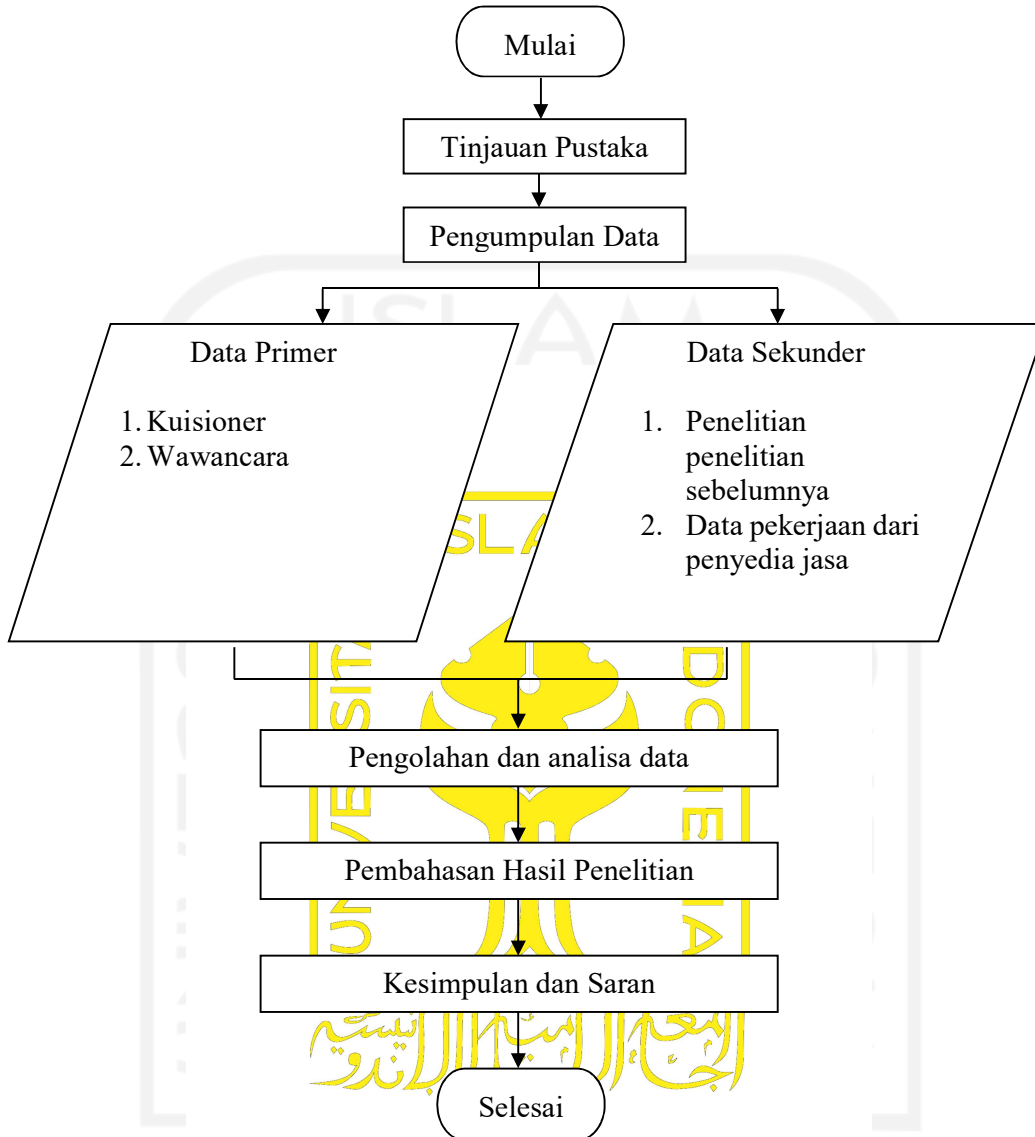 Mulai
Tinjauan Pustaka
Pengumpulan Data
Data Primer
1. Kuisioner
2. Wawancara
Data Sekunder
1. Penelitian
penelitian
sebelumnya
2. Data pekerjaan dari
penyedia jasa
Pengolahan dan analisa data
Pembahasan Hasil Penelitian
Kesimpulan dan Saran
Selesai